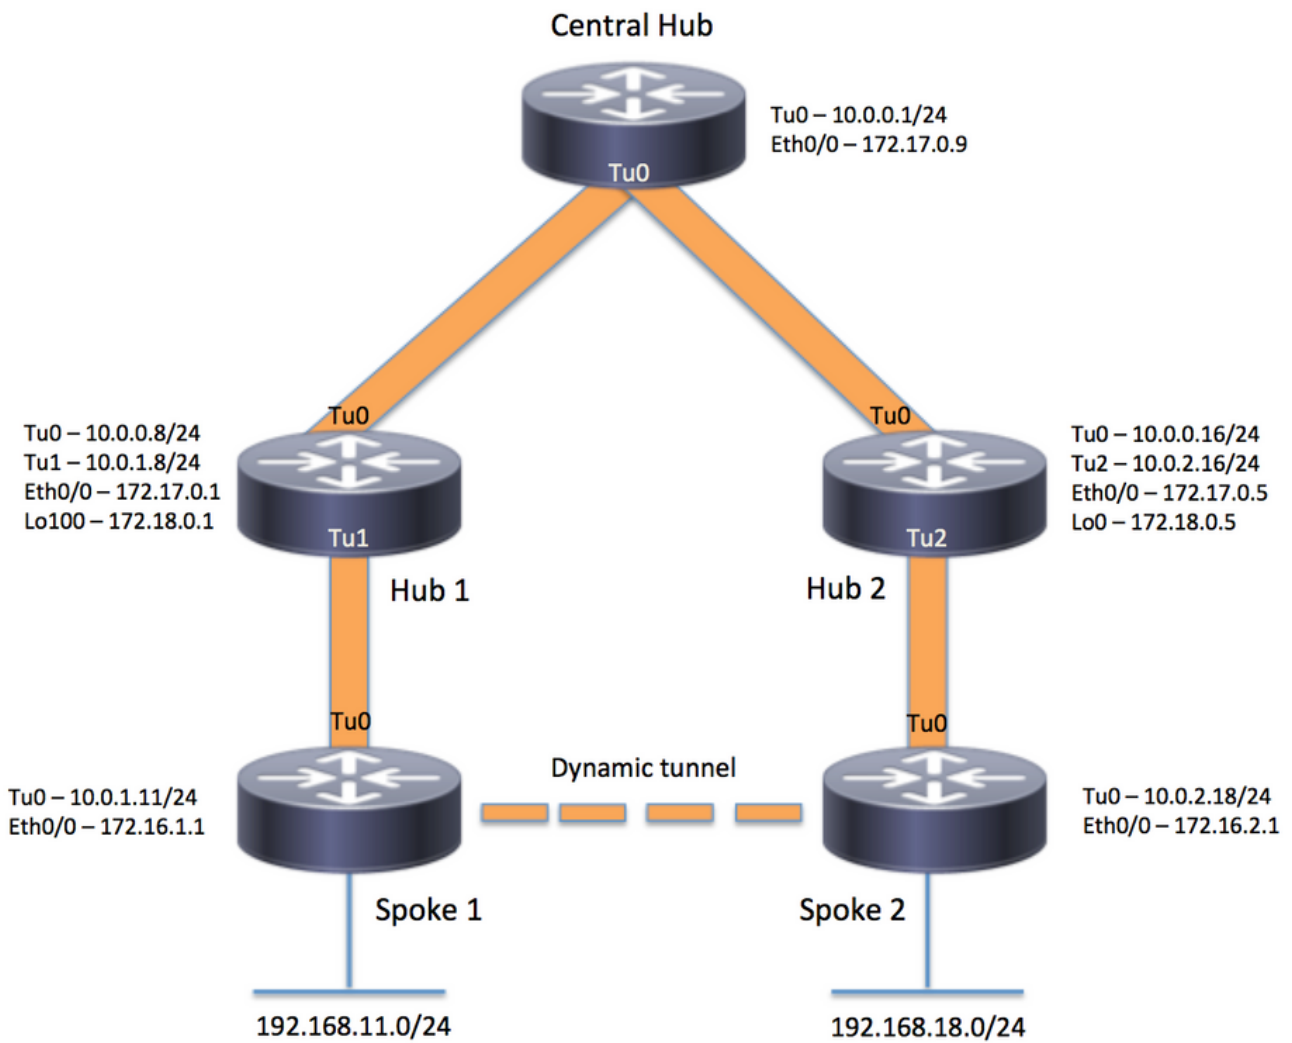 Central Hub
Tu0 – 10.0.0.1/24
Eth0/0 – 172.17.0.9
Tu0
Tu0
Tu0
Tu0 – 10.0.0.8/24
Tu1 – 10.0.1.8/24
Eth0/0 – 172.17.0.1
Lo100 – 172.18.0.1
Tu0 – 10.0.0.16/24
Tu2 – 10.0.2.16/24
Eth0/0 – 172.17.0.5
Lo0 – 172.18.0.5
Tu1
Tu2
Hub 1
Hub 2
Tu0
Tu0
Dynamic tunnel
Tu0 – 10.0.1.11/24
Eth0/0 – 172.16.1.1
Tu0 – 10.0.2.18/24
Eth0/0 – 172.16.2.1
Spoke 1
Spoke 2
192.168.11.0/24
192.168.18.0/24